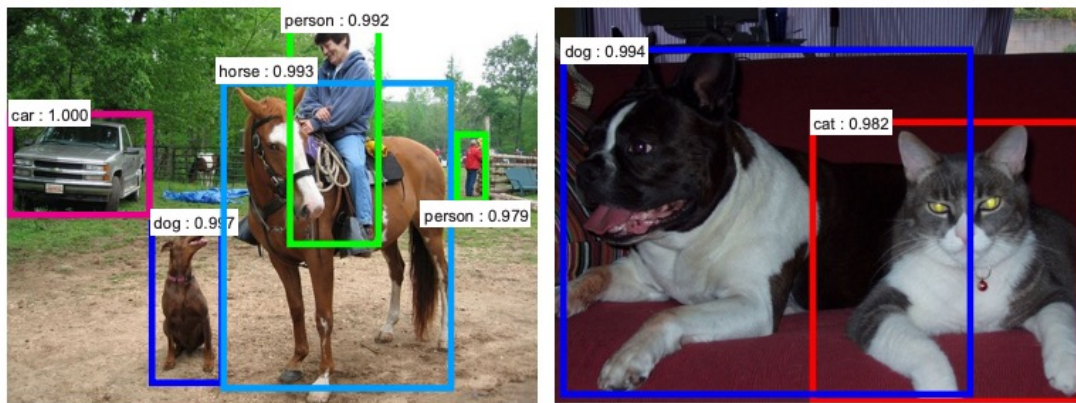 person : 0.992
horse : 0.993
car : 1.000
dog : 0.997
person : 0.979
dog : 0.994
cat : 0.982